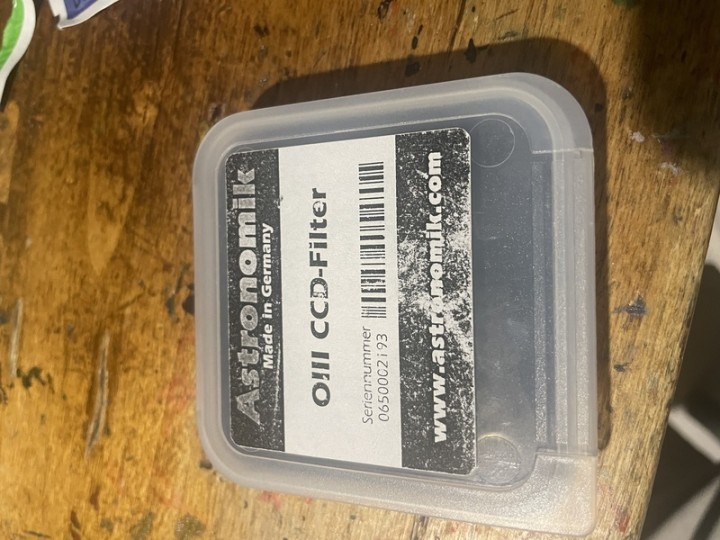 Astronomik
Made in Germany
OIII CCD-Filter
Seriennummer
0650002193
www.astronomik.com